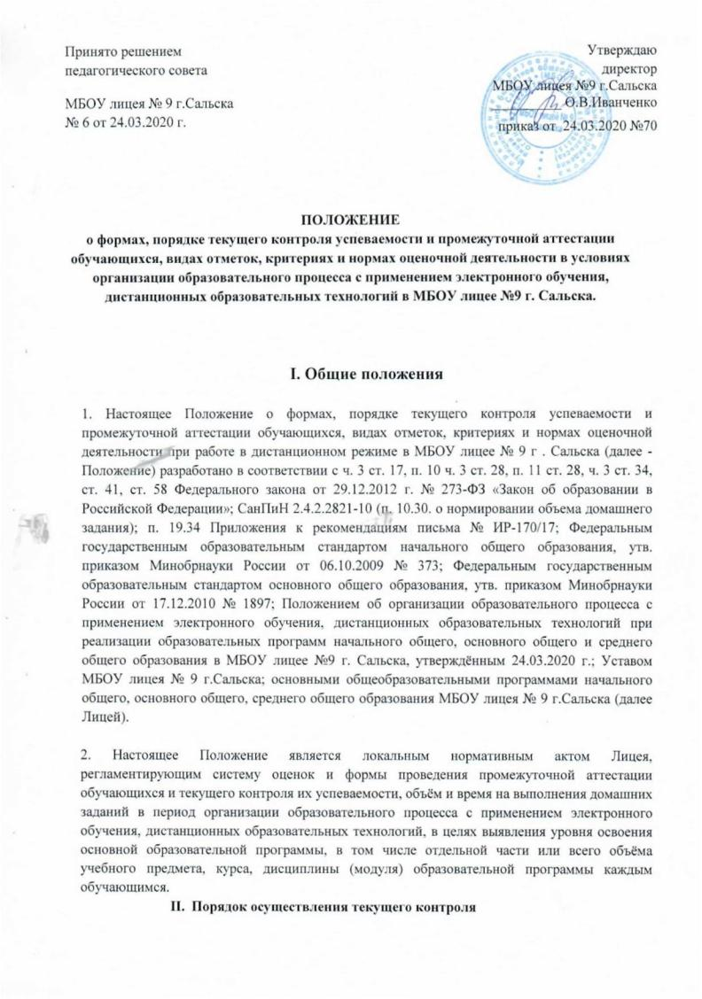 Принято решением
педагогического совета
МБОУ лицея № 9 г.Сальска
№ 6 от 24.03.2020 г.
Утверждаю
директор
МБОУ лицея №9 г.Сальска
О.В.Иванченко
приказ от 24.03.2020 №70
ПОЛОЖЕНИЕ
о формах, порядке текущего контроля успеваемости и промежуточной аттестации
обучающихся, видах отметок, критериях и нормах оценочной деятельности в условиях
организации образовательного процесса с применением электронного обучения,
дистанционных образовательных технологий в МБОУ лицее №9 г. Сальска.
I. Общие положения
1. Настоящее Положение о формах, порядке текущего контроля успеваемости и
промежуточной аттестации обучающихся, видах отметок, критериях и нормах оценочной
деятельности при работе в дистанционном режиме в МБОУ лицее № 9 г . Сальска (далее -
Положение) разработано в соответствии с ч. 3 ст. 17, п. 10 ч. 3 ст. 28, п. 11 ст. 28, ч. 3 ст. 34,
ст. 41, ст. 58 Федерального закона от 29.12.2012 г. № 273-ФЗ «Закон об образовании в
Российской Федерации»; СанПиН 2.4.2.2821-10 (п. 10.30. о нормировании объема домашнего
задания); п. 19.34 Приложения к рекомендациям письма № ИР-170/17; Федеральным
государственным образовательным стандартом начального общего образования, утв.
приказом Минобрнауки России от 06.10.2009 № 373; Федеральным государственным
образовательным стандартом основного общего образования, утв. приказом Минобрнауки
России от 17.12.2010 № 1897; Положением об организации образовательного процесса с
применением электронного обучения, дистанционных образовательных технологий при
реализации образовательных программ начального общего, основного общего и среднего
общего образования в МБОУ лицее №9 г. Сальска, утверждённым 24.03.2020 г.; Уставом
МБОУ лицея № 9 г.Сальска; основными общеобразовательными программами начального
общего, основного общего, среднего общего образования МБОУ лицея № 9 г.Сальска (далее
Лицей).
2. Настоящее Положение является локальным нормативным актом Лицея,
регламентирующим систему оценок и формы проведения промежуточной аттестации
обучающихся и текущего контроля их успеваемости, объём и время на выполнения домашних
заданий в период организации образовательного процесса с применением электронного
обучения, дистанционных образовательных технологий, в целях выявления уровня освоения
основной образовательной программы, в том числе отдельной части или всего объёма
учебного предмета, курса, дисциплины (модуля) образовательной программы каждым
обучающимся.
II. Порядок осуществления текущего контроля